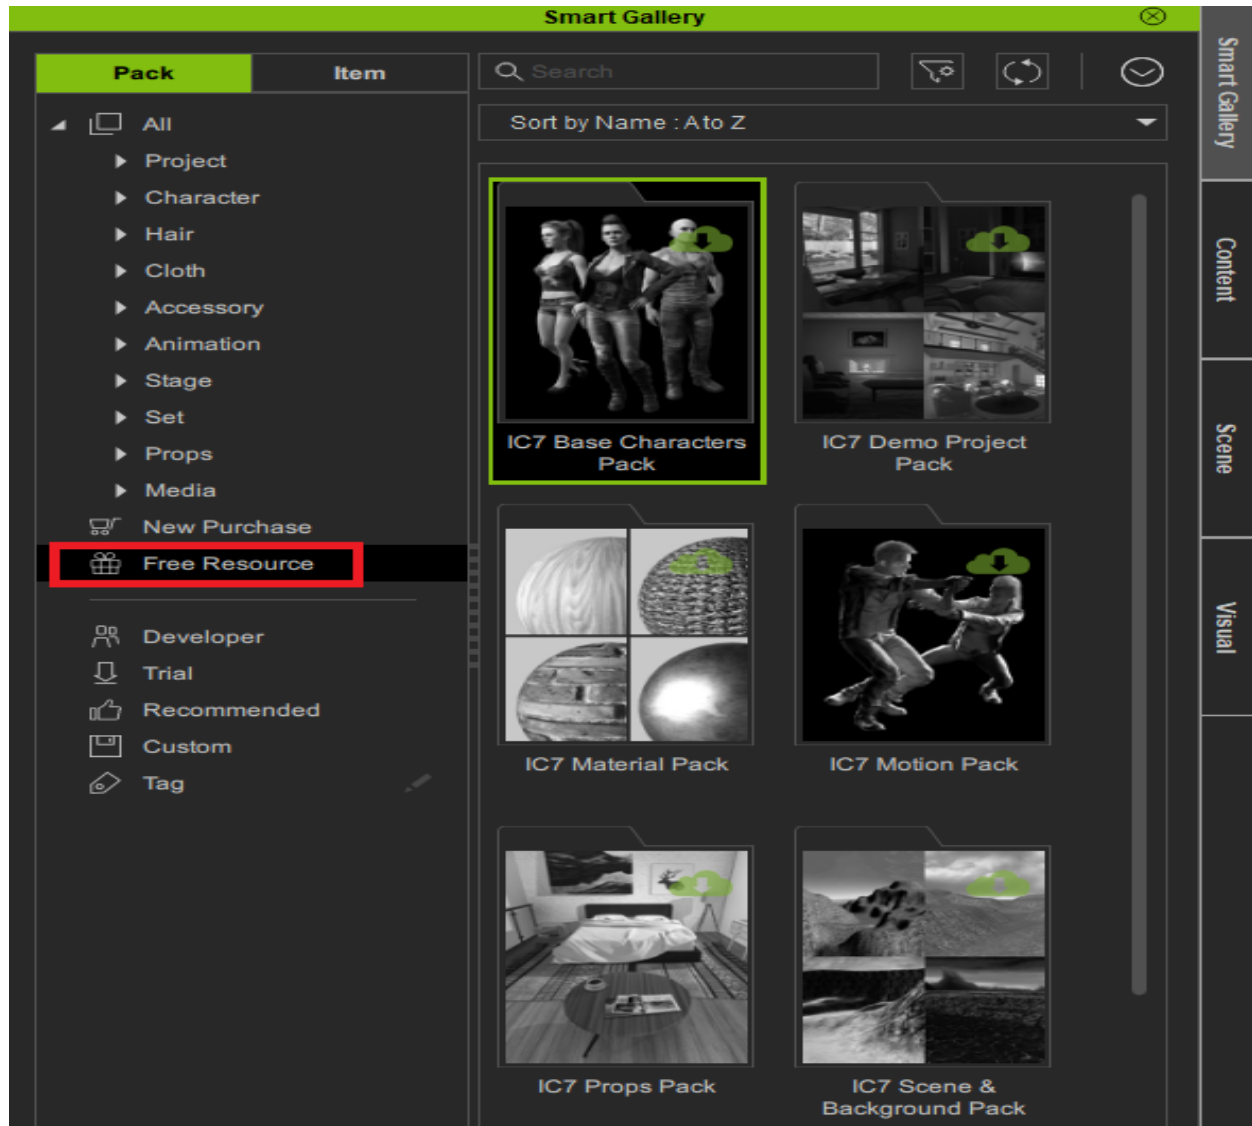 Smart Gallery
Pack
Item
Search
Sort by Name : A to Z
All
Project
Character
Hair
Cloth
Accessory
Animation
Stage
Set
Props
Media
New Purchase
Free Resource
Developer
Trial
Recommended
Custom
Tag
IC7 Base Characters
Pack
IC7 Demo Project
Pack
IC7 Material Pack
IC7 Motion Pack
IC7 Props Pack
IC7 Scene &
Background Pack
Smart Gallery
Content
Scene
Visual